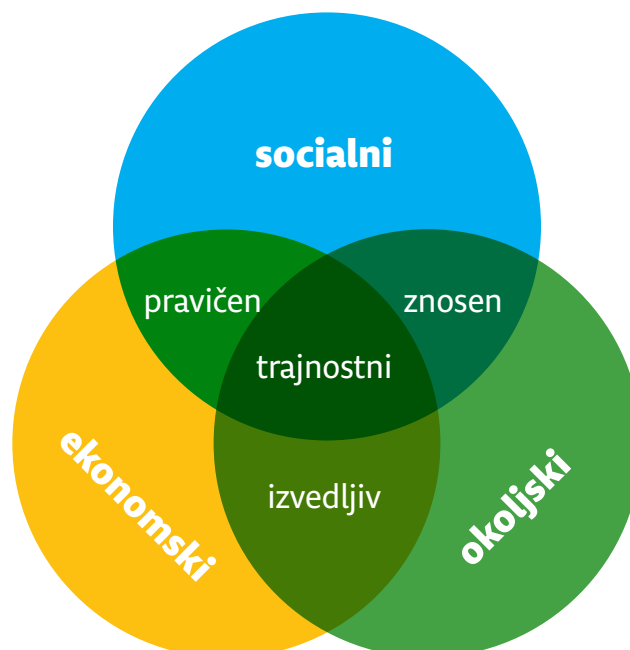 socialni
pravičen
znosen
trajnostni
ekonomski
izvedljiv
okoljski